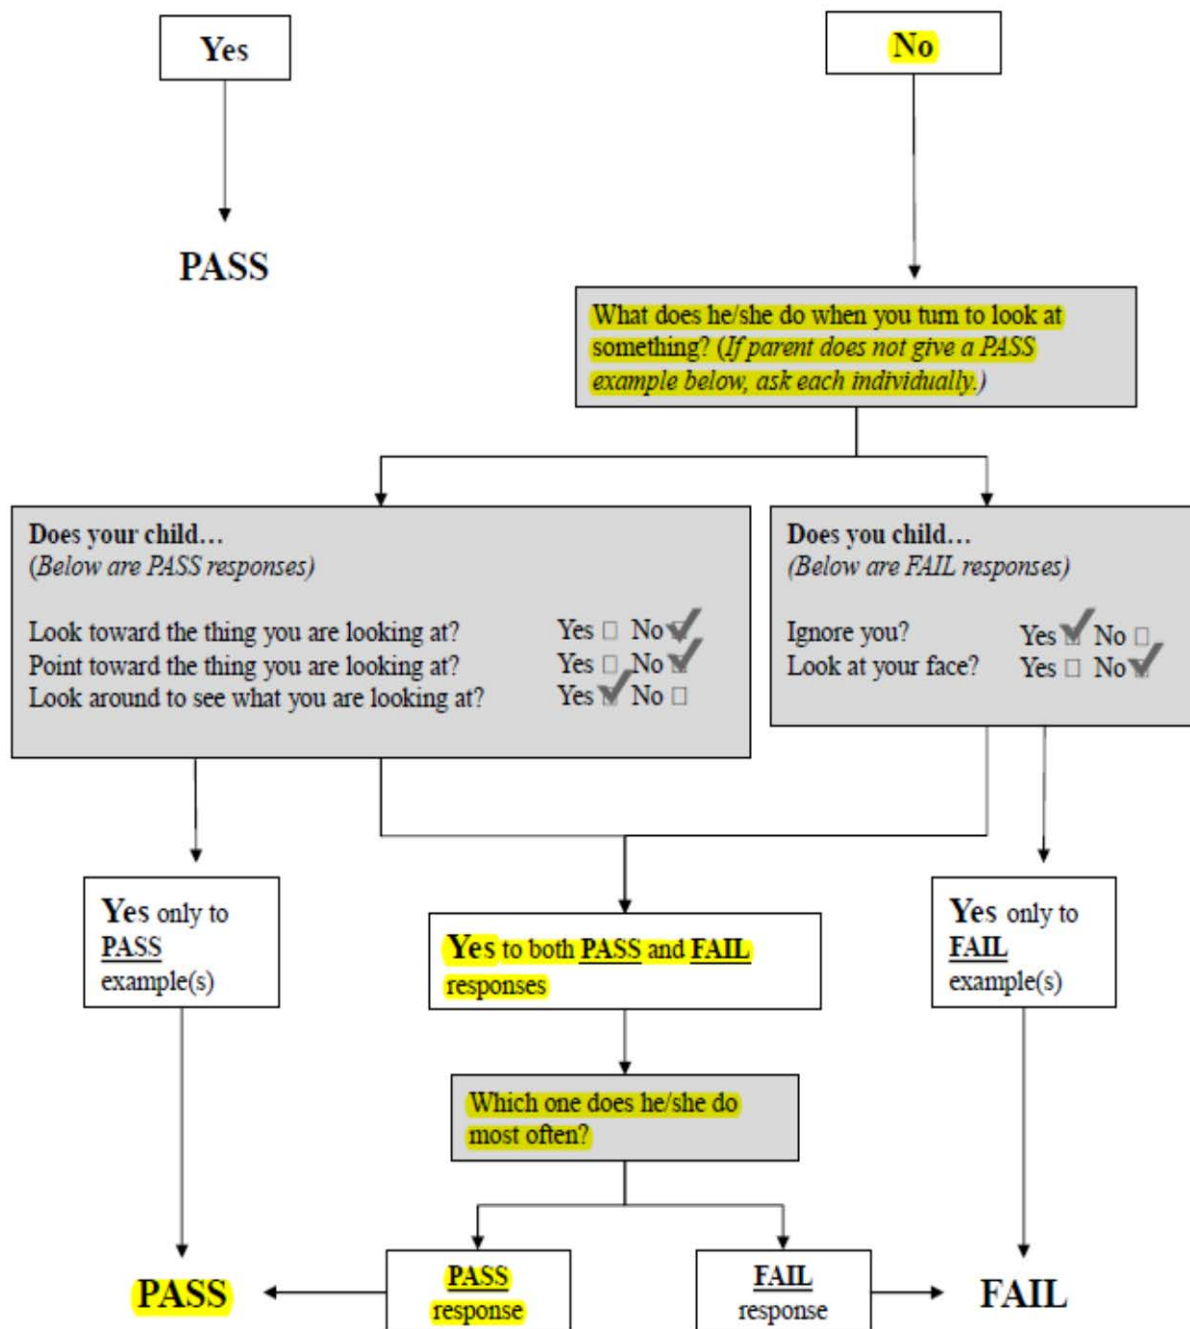 Yes
No
PASS
What does he/she do when you turn to look at
something? (If parent does not give a PASS
example below, ask each individually.)
Does your child…
(Below are PASS responses)
Look toward the thing you are looking at? Yes □ No ☑
Point toward the thing you are looking at? Yes □ No ☑
Look around to see what you are looking at? Yes ☑ No □
Does you child…
(Below are FAIL responses)
Ignore you? Yes ☑ No □
Look at your face? Yes □ No ☑
Yes only to
PASS
example(s)
Yes to both PASS and FAIL
responses
Yes only to
FAIL
example(s)
Which one does he/she do
most often?
PASS
PASS
response
FAIL
response
FAIL